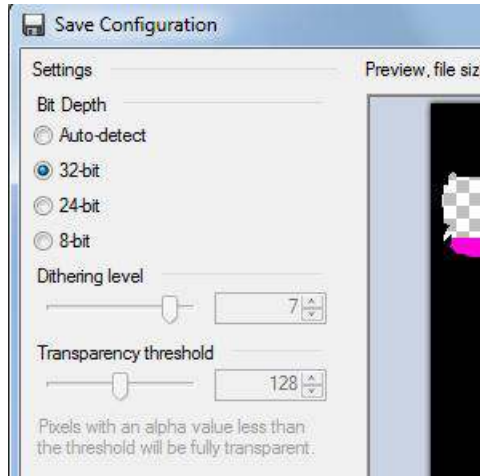 Save Configuration
Settings
Preview, file siz
Bit Depth
Auto-detect
32-bit
24-bit
8-bit
Dithering level
7
Transparency threshold
128
Pixels with an alpha value less than
the threshold will be fully transparent.